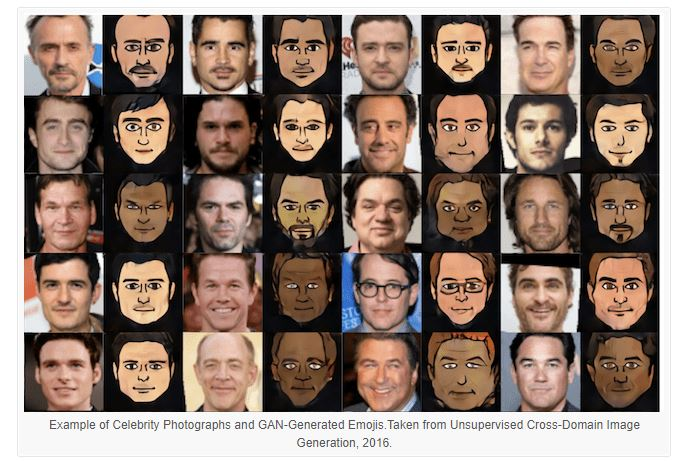 Example of Celebrity Photographs and GAN-Generated Emojis.Taken from Unsupervised Cross-Domain Image
Generation, 2016.